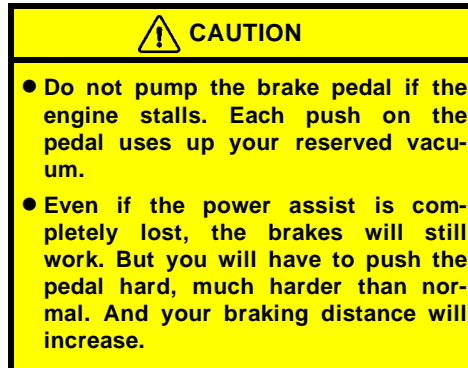 CAUTION
● Do not pump the brake pedal if the
engine stalls. Each push on the
pedal uses up your reserved vacu-
um.
● Even if the power assist is com-
pletely lost, the brakes will still
work. But you will have to push the
pedal hard, much harder than nor-
mal. And your braking distance will
increase.